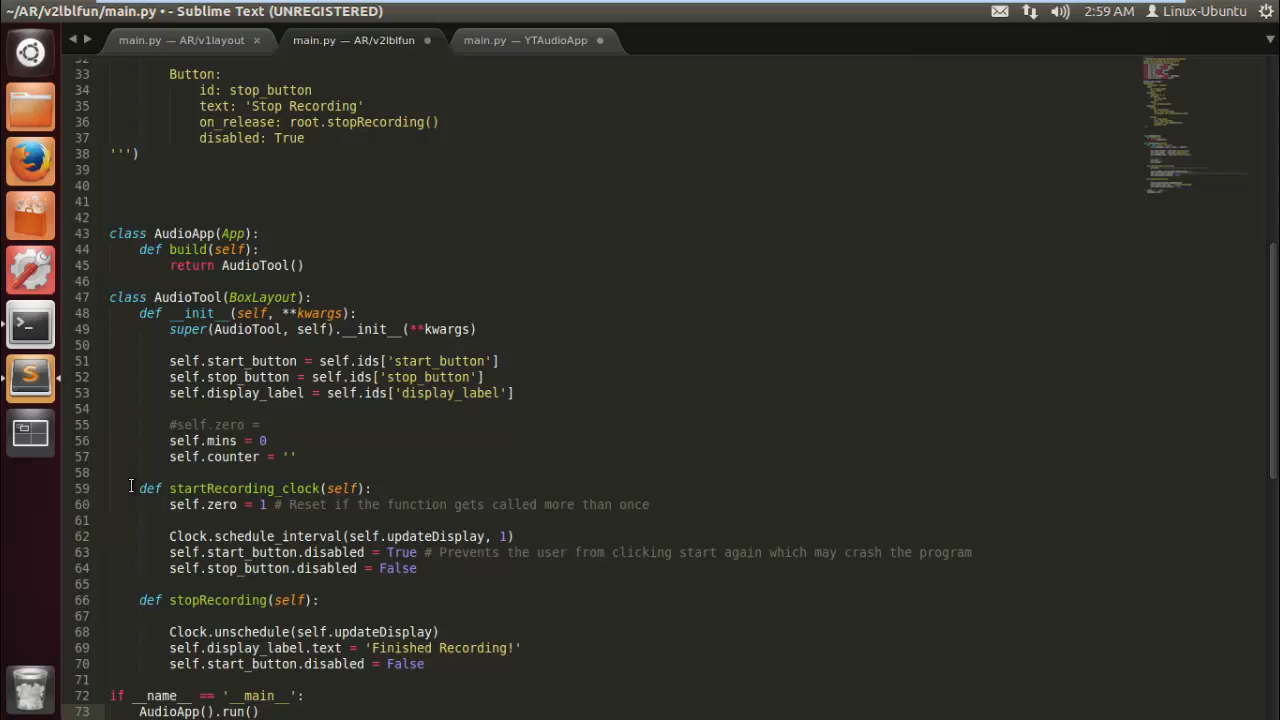 ~/AR/v2lblfun/main.py • - Sublime Text (UNREGISTERED)
2:59 AM
Linux-Ubuntu
main.py — AR/v1layout
main.py — AR/v2lblfun
main.py — YTAudioApp
32
33 Button:
34 id: stop_button
35 text: 'Stop Recording'
36 on_release: root.stopRecording()
37 disabled: True
38 ''')
39
40
41
42
43 class AudioApp(App):
44 def build(self):
45 return AudioTool()
46
47 class AudioTool(BoxLayout):
48 def __init__(self, **kwargs):
49 super(AudioTool, self).__init__(**kwargs)
50
51 self.start_button = self.ids['start_button']
52 self.stop_button = self.ids['stop_button']
53 self.display_label = self.ids['display_label']
54
55 #self.zero =
56 self.mins = 0
57 self.counter = ''
58
59 def startRecording_clock(self):
60 self.zero = 1 # Reset if the function gets called more than once
61
62 Clock.schedule_interval(self.updateDisplay, 1)
63 self.start_button.disabled = True # Prevents the user from clicking start again which may crash the program
64 self.stop_button.disabled = False
65
66 def stopRecording(self):
67
68 Clock.unschedule(self.updateDisplay)
69 self.display_label.text = 'Finished Recording!'
70 self.start_button.disabled = False
71
72 if __name__ == '__main__':
73 AudioApp().run()